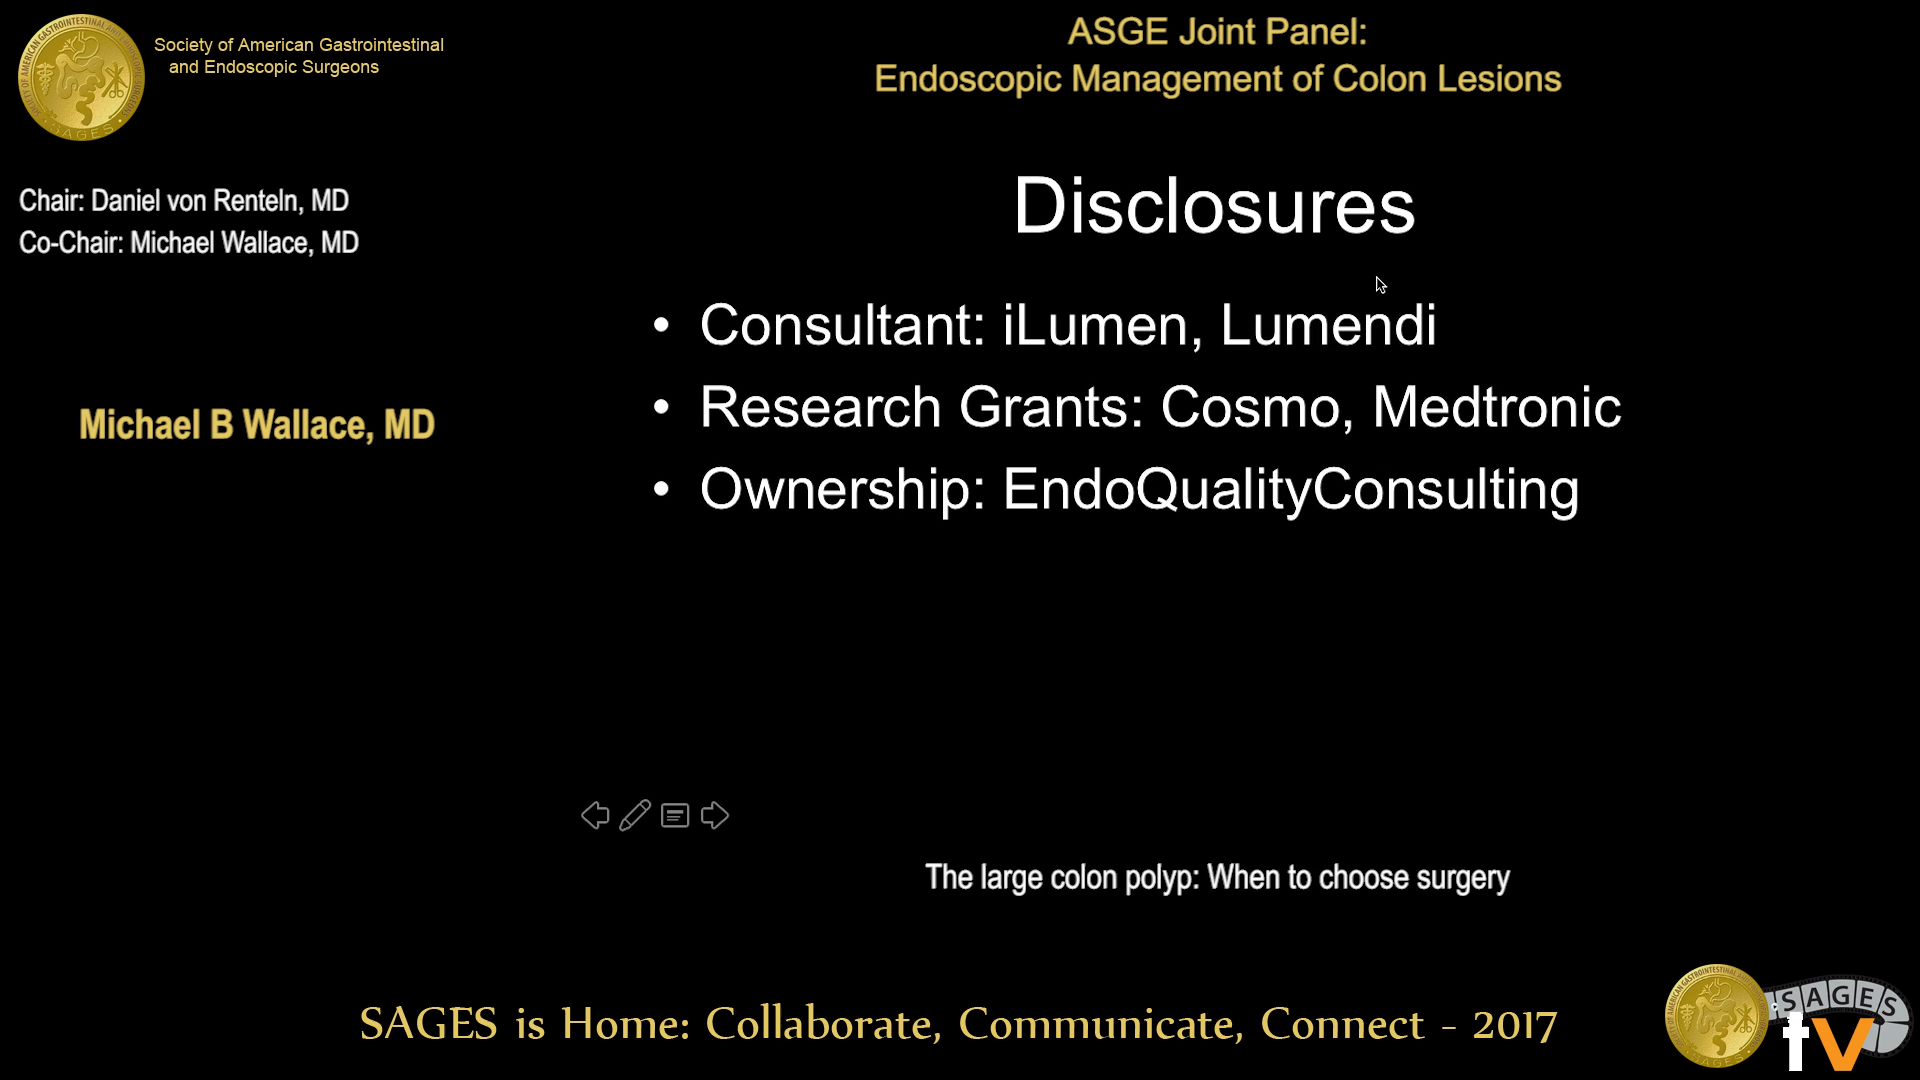 Society of American Gastrointestinal
and Endoscopic Surgeons
ASGE Joint Panel:
Endoscopic Management of Colon Lesions
Chair: Daniel von Renteln, MD
Co-Chair: Michael Wallace, MD
Michael B Wallace, MD
Disclosures
• Consultant: iLumen, Lumendi
• Research Grants: Cosmo, Medtronic
• Ownership: EndoQualityConsulting
The large colon polyp: When to choose surgery
SAGES is Home: Collaborate, Communicate, Connect - 2017
SAGES
tv